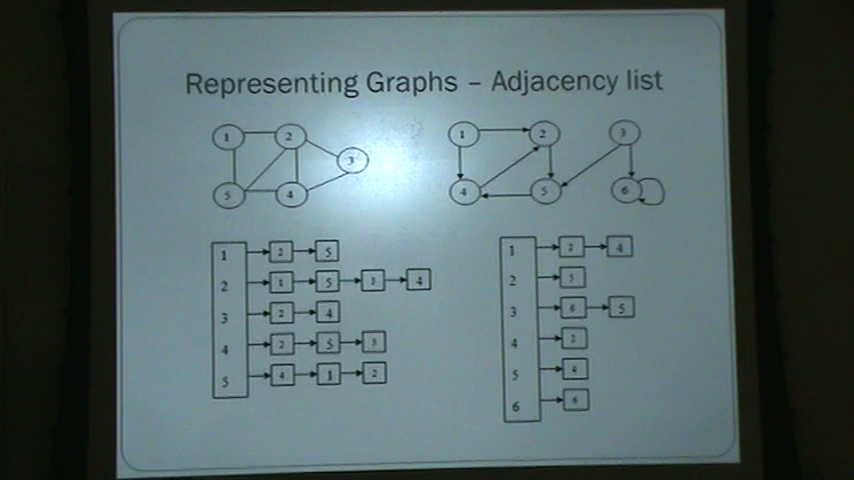 Representing Graphs – Adjacency list
1 2 3 5 4
1 2 3 4 5 6
1 2 5
2 1 5 3 4
3 2 4
4 2 5 3
5 4 1 2
1 2 4
2 5
3 6 5
4 2
5 4
6 6